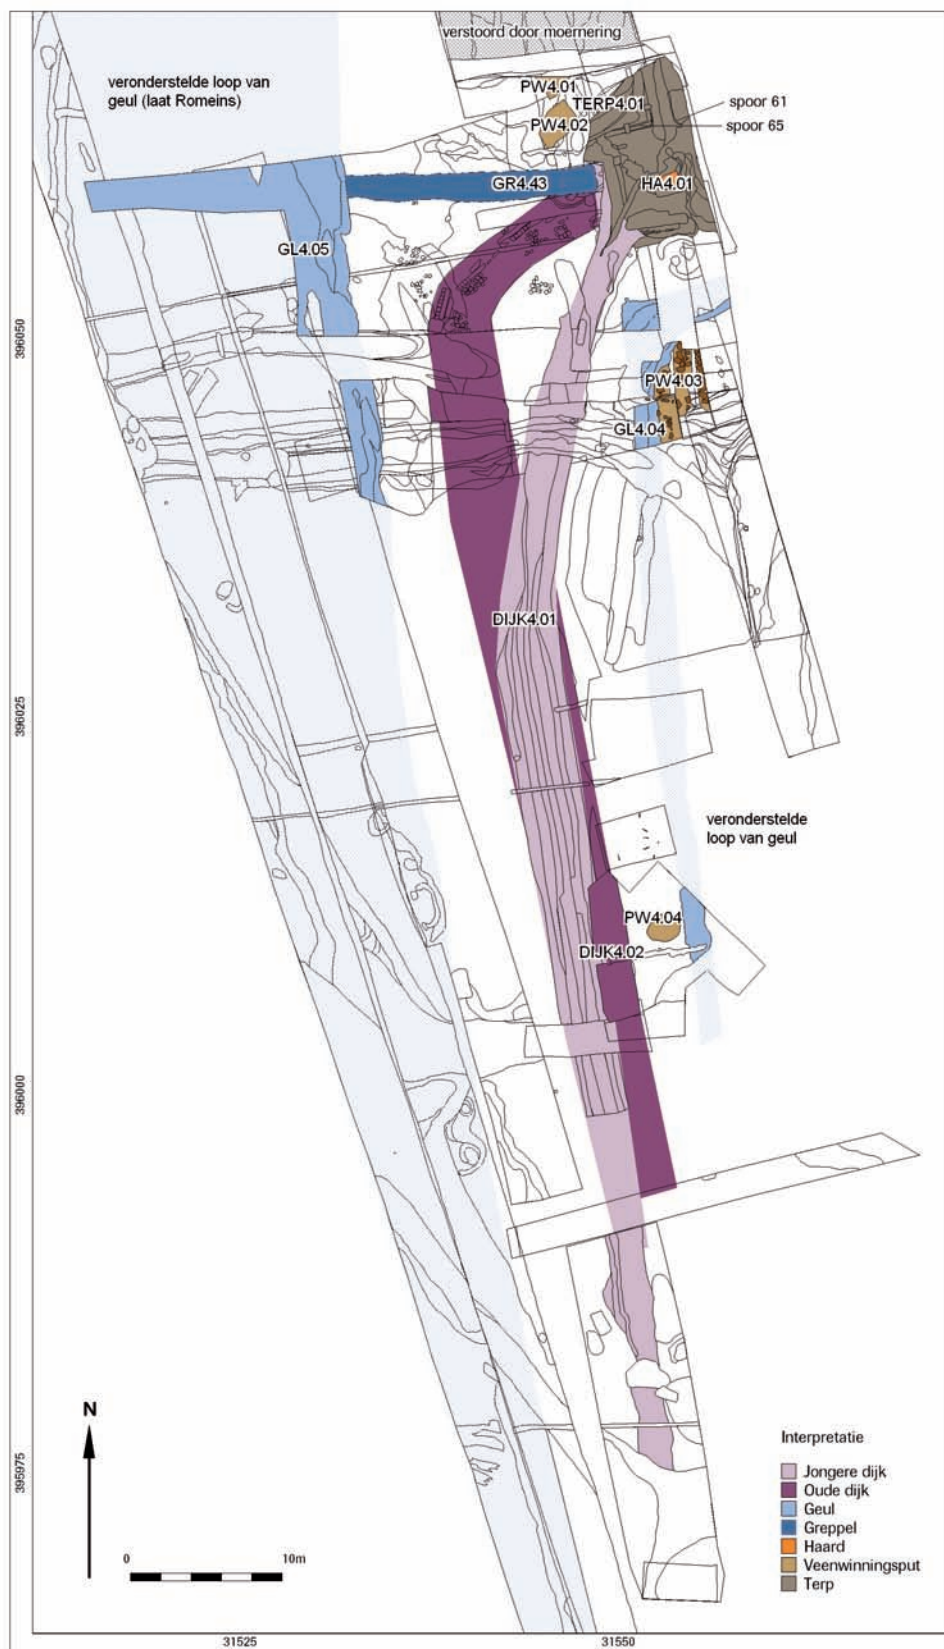 verstoord door moernering
veronderstelde loop van
geul (laat Romeins)
PW4.01
TERP4.01
PW4.02
spoor 61
spoor 65
GR4.43
HA4.01
GL4.05
396050
PW4.03
GL4.04
DIJK4.01
396025
veronderstelde
loop van geul
PW4.04
DIJK4.02
396000
N
395975
0
10m
Interpretatie
Jongere dijk
Oude dijk
Geul
Greppel
Haard
Veenwinningsput
Terp
31525
31550